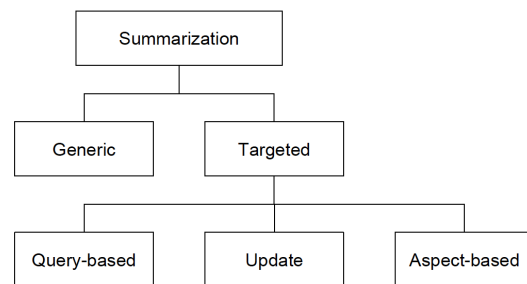 Summarization
Generic
Targeted
Query-based
Update
Aspect-based